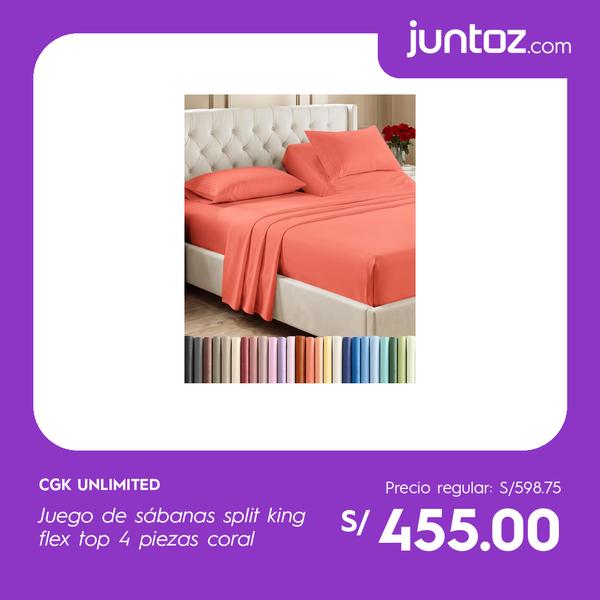 juntoz.com
CGK UNLIMITED
Juego de sábanas split king
flex top 4 piezas coral
Precio regular: S/598.75
S/ 455.00